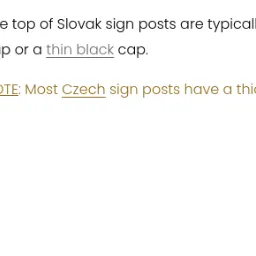 e top of Slovak sign posts are typicall
p or a thin black cap.
OTE: Most Czech sign posts have a thi